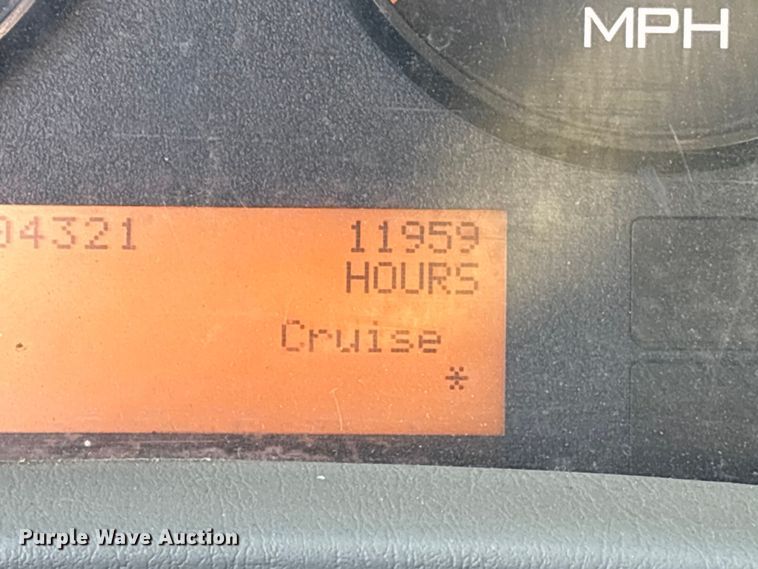 MPH
04321 11959
HOURS
Cruise
*
Purple Wave Auction